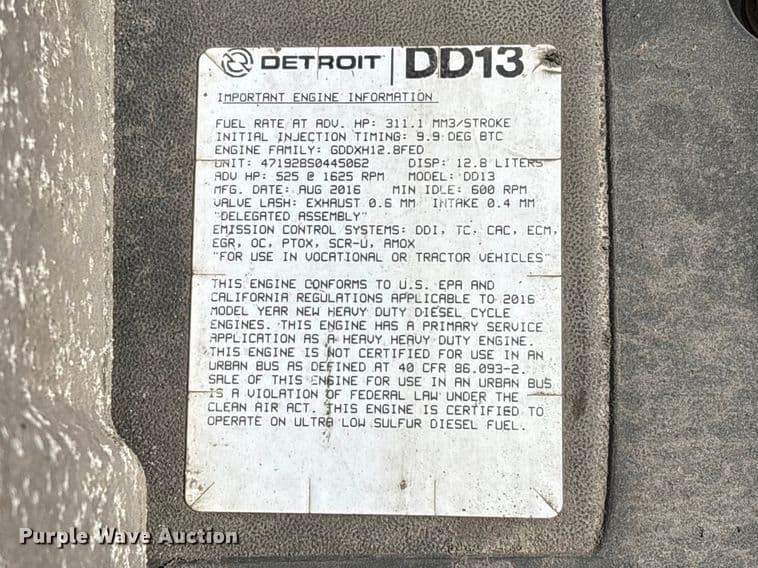 DETROIT | DD13
IMPORTANT ENGINE INFORMATION
FUEL RATE AT ADV. HP: 311.1 MM3/STROKE
INITIAL INJECTION TIMING: 9.9 DEG BTC
ENGINE FAMILY: GDDXH12.8FED
UNIT: 471928S0445062 DISP: 12.8 LITERS
ADV HP: 525 @ 1625 RPM MODEL: DD13
MFG. DATE: AUG 2016 MIN IDLE: 600 RPM
VALVE LASH: EXHAUST 0.6 MM INTAKE 0.4 MM
"DELEGATED ASSEMBLY"
EMISSION CONTROL SYSTEMS: DDI, TC, CAC, ECM,
EGR, OC, PTOX, SCR-U, AMOX
"FOR USE IN VOCATIONAL OR TRACTOR VEHICLES"
THIS ENGINE CONFORMS TO U.S. EPA AND
CALIFORNIA REGULATIONS APPLICABLE TO 2016
MODEL YEAR NEW HEAVY DUTY DIESEL CYCLE
ENGINES. THIS ENGINE HAS A PRIMARY SERVICE
APPLICATION AS A HEAVY HEAVY DUTY ENGINE.
THIS ENGINE IS NOT CERTIFIED FOR USE IN AN
URBAN BUS AS DEFINED AT 40 CFR 86.093-2.
SALE OF THIS ENGINE FOR USE IN AN URBAN BUS
IS A VIOLATION OF FEDERAL LAW UNDER THE
CLEAN AIR ACT. THIS ENGINE IS CERTIFIED TO
OPERATE ON ULTRA LOW SULFUR DIESEL FUEL.
Purple Wave Auction